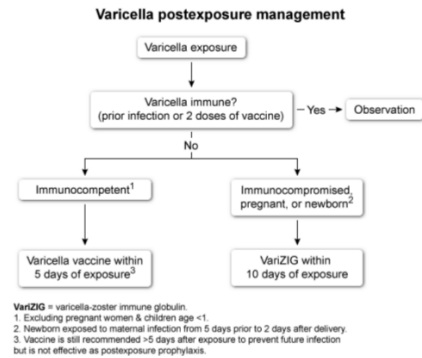 Varicella postexposure management
Varicella exposure
Varicella immune?
(prior infection or 2 doses of vaccine)
Yes
Observation
No
Immunocompetent1
Immunocompromised,
pregnant, or newborn2
Varicella vaccine within
5 days of exposure3
VariZIG within
10 days of exposure
VariZIG = varicella-zoster immune globulin.
1. Excluding pregnant women & children age <1.
2. Newborn exposed to maternal infection from 5 days prior to 2 days after delivery.
3. Vaccine is still recommended >5 days after exposure to prevent future infection
but is not effective as postexposure prophylaxis.